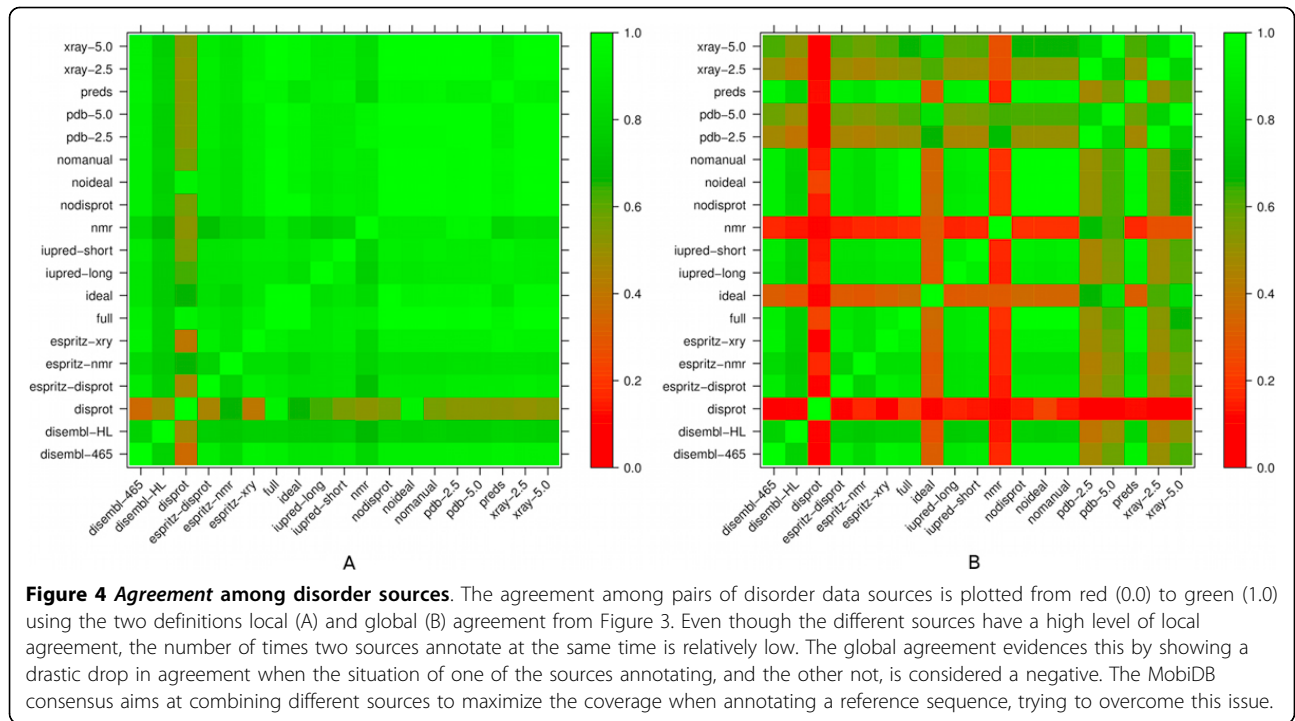 xray-5.0
xray-2.5
preds
pdb-5.0
pdb-2.5
nomanual
noideal
nodisprot
nmr
iupred-short
iupred-long
ideal
full
espritz-xry
espritz-nmr
espritz-disprot
disprot
disembl-HL
disembl-465
disembl-465
disembl-HL
disprot
espritz-disprot
espritz-nmr
espritz-xry
full
ideal
iupred-long
iupred-short
nmr
nodisprot
noideal
nomanual
pdb-2.5
pdb-5.0
preds
xray-2.5
xray-5.0
1.0
0.8
0.6
0.4
0.2
0.0
A
xray-5.0
xray-2.5
preds
pdb-5.0
pdb-2.5
nomanual
noideal
nodisprot
nmr
iupred-short
iupred-long
ideal
full
espritz-xry
espritz-nmr
espritz-disprot
disprot
disembl-HL
disembl-465
disembl-465
disembl-HL
disprot
espritz-disprot
espritz-nmr
espritz-xry
full
ideal
iupred-long
iupred-short
nmr
nodisprot
noideal
nomanual
pdb-2.5
pdb-5.0
preds
xray-2.5
xray-5.0
1.0
0.8
0.6
0.4
0.2
0.0
B
Figure 4 Agreement among disorder sources. The agreement among pairs of disorder data sources is plotted from red (0.0) to green (1.0)
using the two definitions local (A) and global (B) agreement from Figure 3. Even though the different sources have a high level of local
agreement, the number of times two sources annotate at the same time is relatively low. The global agreement evidences this by showing a
drastic drop in agreement when the situation of one of the sources annotating, and the other not, is considered a negative. The MobiDB
consensus aims at combining different sources to maximize the coverage when annotating a reference sequence, trying to overcome this issue.